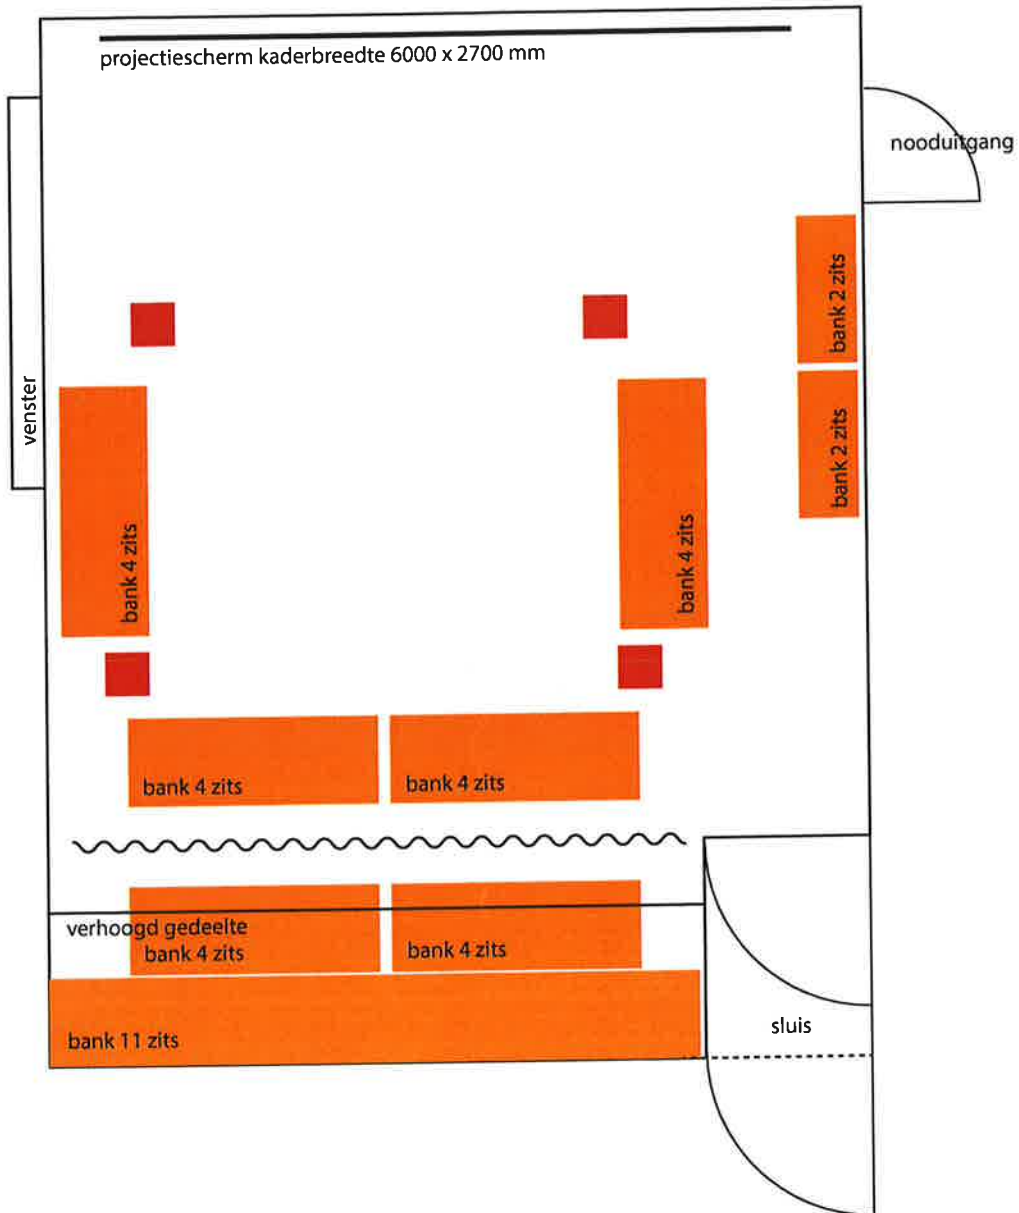 projectiescherm kaderbreedte 6000 x 2700 mm
nooduitgang
venster
bank 2 zits
bank 2 zits
bank 4 zits
bank 4 zits
bank 4 zits
bank 4 zits
verhoogd gedeelte
bank 4 zits
bank 4 zits
bank 11 zits
sluis